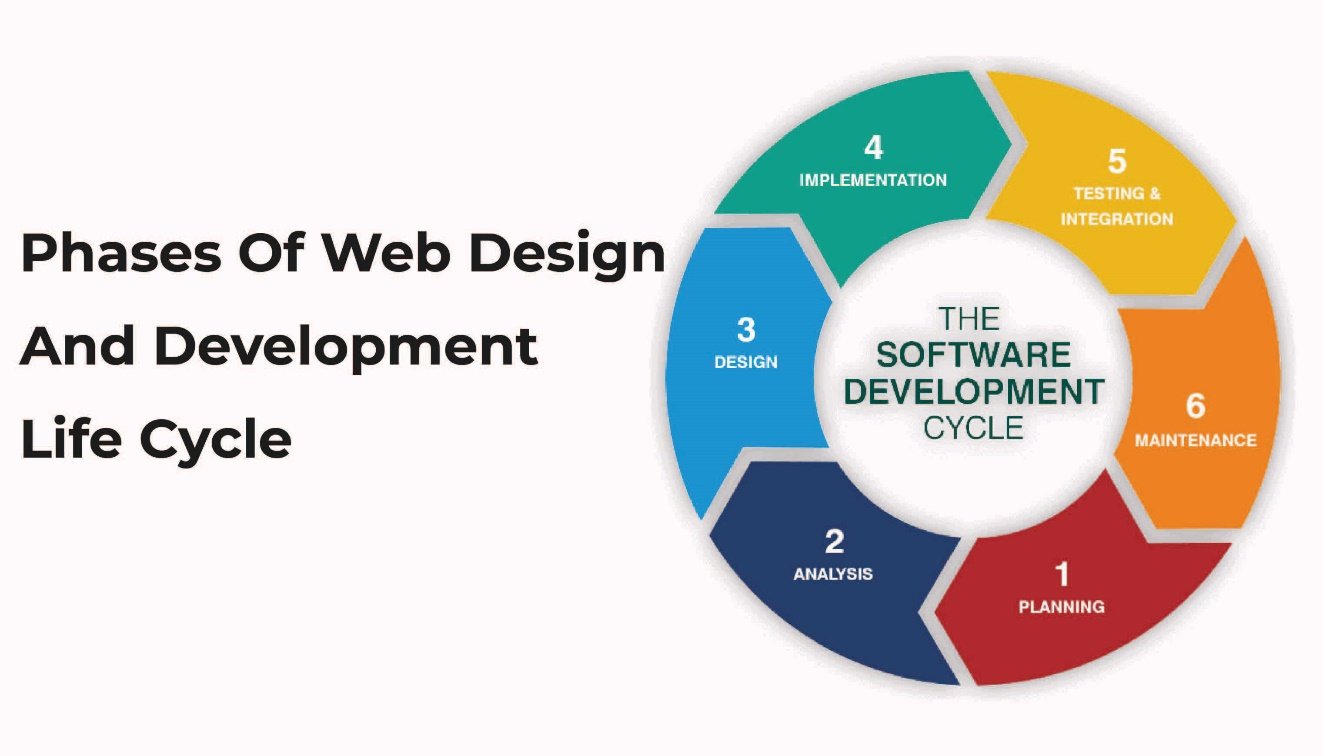 Phases Of Web Design
And Development
Life Cycle
THE
SOFTWARE
DEVELOPMENT
CYCLE
1
PLANNING
2
ANALYSIS
3
DESIGN
4
IMPLEMENTATION
5
TESTING &
INTEGRATION
6
MAINTENANCE